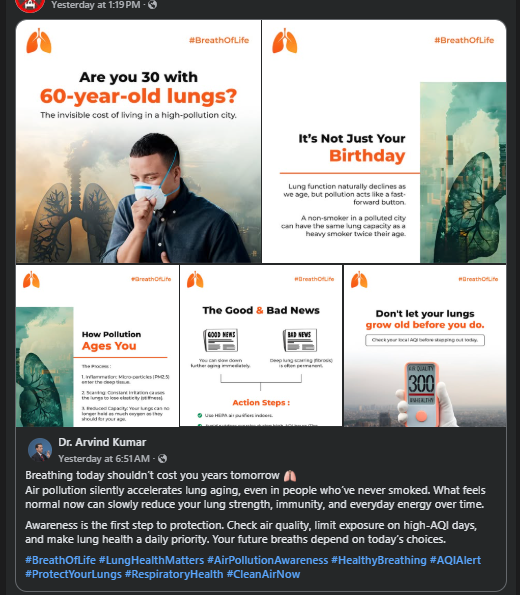 Yesterday at 1:19 PM ·
#BreathOfLife
Are you 30 with
60-year-old lungs?
The invisible cost of living in a high-pollution city.
#BreathOfLife
It's Not Just Your
Birthday
Lung function naturally declines as
we age, but pollution acts like a fast-
forward button.
A non-smoker in a polluted city
can have the same lung capacity as a
heavy smoker twice their age.
#BreathOfLife
How Pollution
Ages You
The Process :
1. Inflammation: Micro-particles (PM2.5)
enter the deep tissue.
2. Scarring: Constant irritation causes
the lungs to lose elasticity (stiffness).
3. Reduced Capacity: Your lungs can no
longer hold as much oxygen as they
should for your age.
#BreathOfLife
The Good & Bad News
GOOD NEWS
BAD NEWS
You can slow down
further aging immediately.
Deep lung scarring (fibrosis)
is often permanent.
Action Steps :
Use HEPA air purifiers indoors.
#BreathOfLife
Don't let your lungs
grow old before you do.
Check your local AQI before stepping out today.
AIR QUALITY
300
UNHEALTHY
Dr. Arvind Kumar
Yesterday at 6:51 AM ·
Breathing today shouldn't cost you years tomorrow 🫁
Air pollution silently accelerates lung aging, even in people who've never smoked. What feels
normal now can slowly reduce your lung strength, immunity, and everyday energy over time.
Awareness is the first step to protection. Check air quality, limit exposure on high-AQI days,
and make lung health a daily priority. Your future breaths depend on today's choices.
#BreathOfLife #LungHealthMatters #AirPollutionAwareness #HealthyBreathing #AQIAlert
#ProtectYourLungs #RespiratoryHealth #CleanAirNow